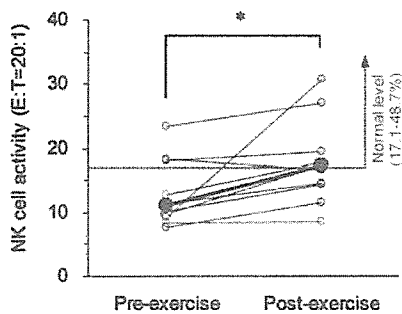 *
NK cell activity (E:T=20:1)
40
30
20
10
0
Normal level
(17.1-48.7%)
Pre-exercise
Post-exercise